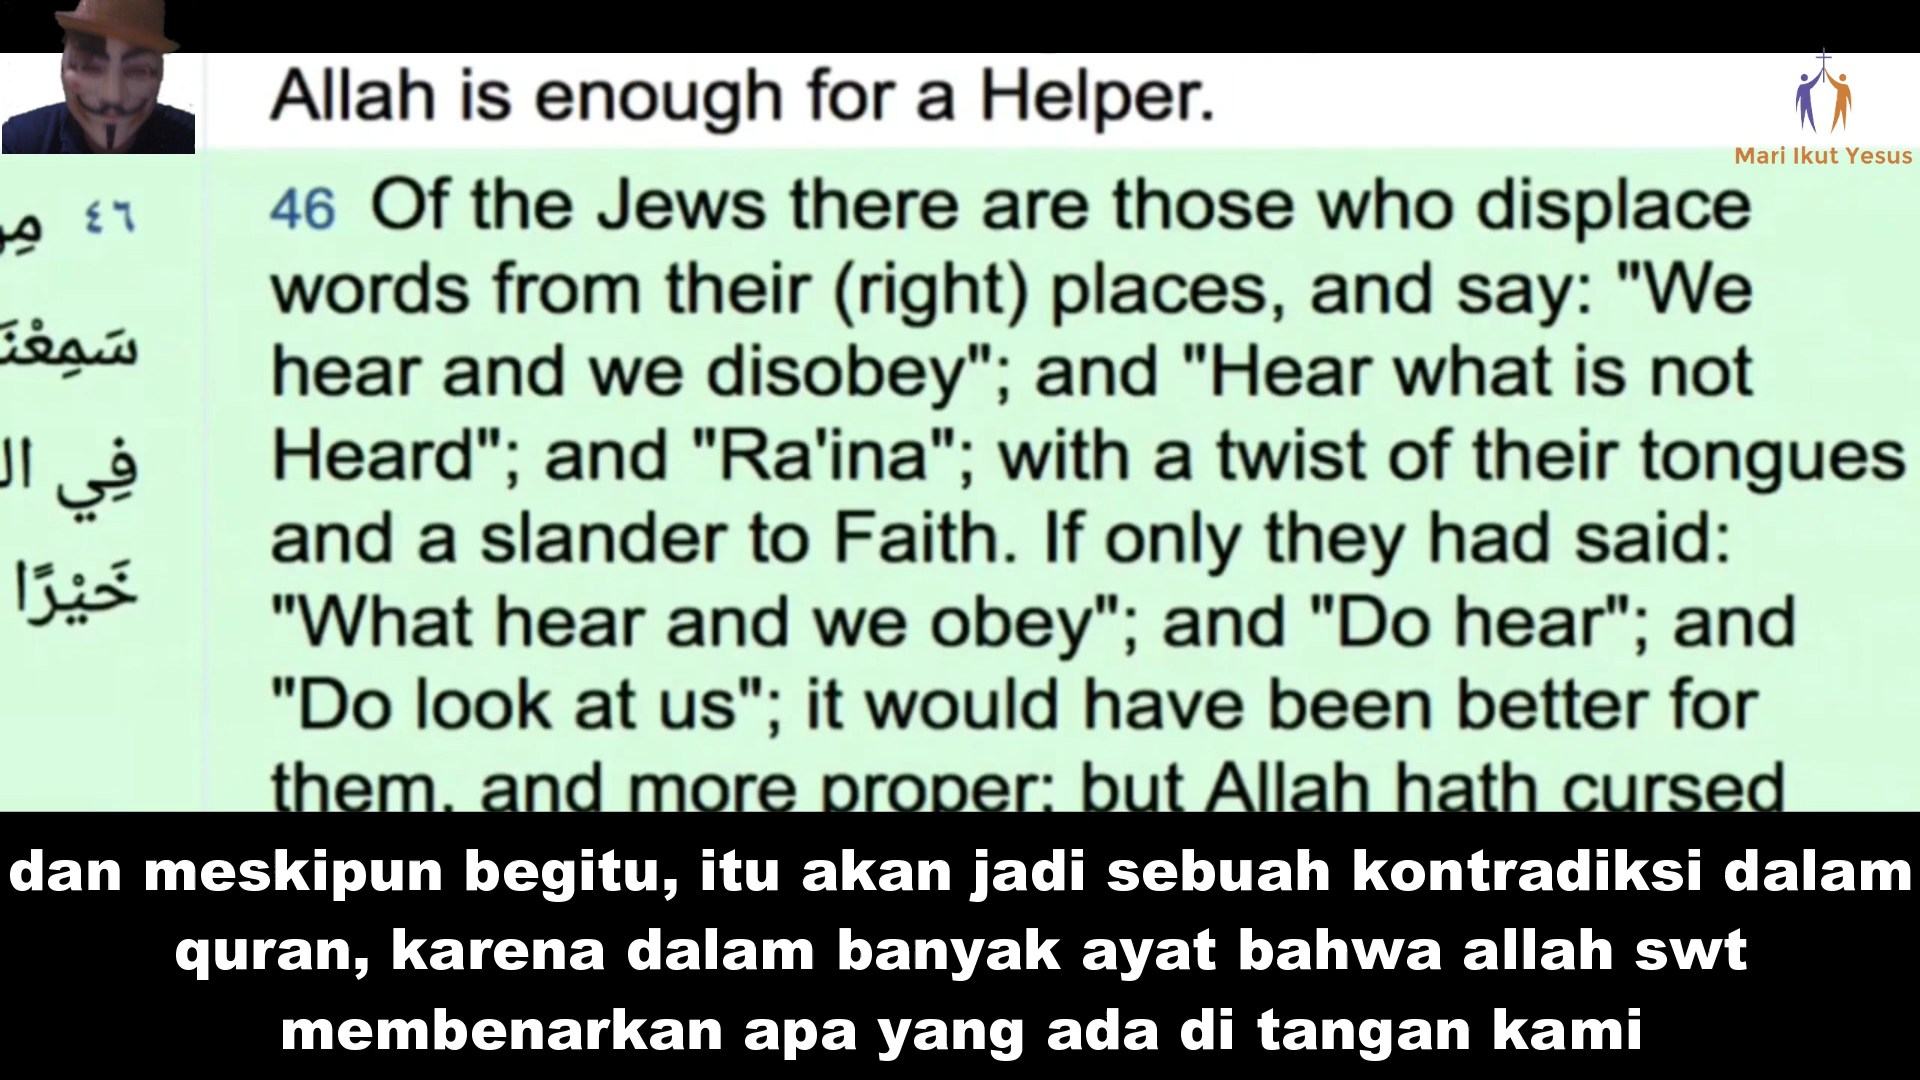 Allah is enough for a Helper.
Mari Ikut Yesus
46 Of the Jews there are those who displace
words from their (right) places, and say: "We
hear and we disobey"; and "Hear what is not
Heard"; and "Ra'ina"; with a twist of their tongues
and a slander to Faith. If only they had said:
"What hear and we obey"; and "Do hear"; and
"Do look at us"; it would have been better for
them, and more proper; but Allah hath cursed
٤٦
فِي
خَيْرًا
dan meskipun begitu, itu akan jadi sebuah kontradiksi dalam
quran, karena dalam banyak ayat bahwa allah swt
membenarkan apa yang ada di tangan kami